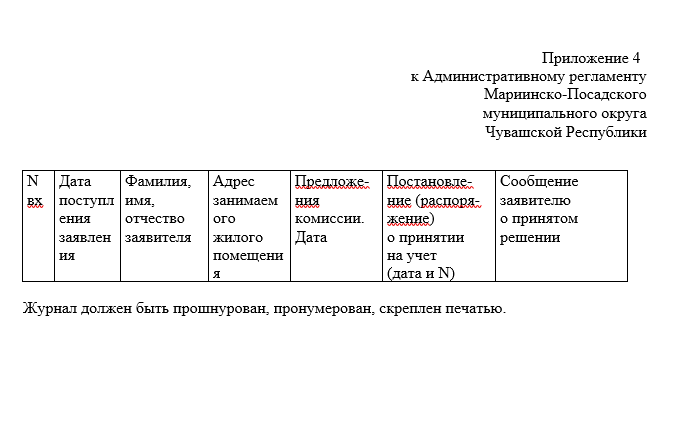 Приложение 4
к Административному регламенту
Мариинско-Посадского
муниципального округа
Чувашской Республики
N
вх
Дата
поступл
ения
заявлен
ия
Фамилия,
имя,
отчество
заявителя
Адрес
занимаем
ого
жилого
помещени
я
Предложе-
ния
комиссии.
Дата
Постановле-
ние (распоря-
жение)
о принятии
на учет
(дата и N)
Сообщение
заявителю
о принятом
решении
Журнал должен быть прошнурован, пронумерован, скреплен печатью.